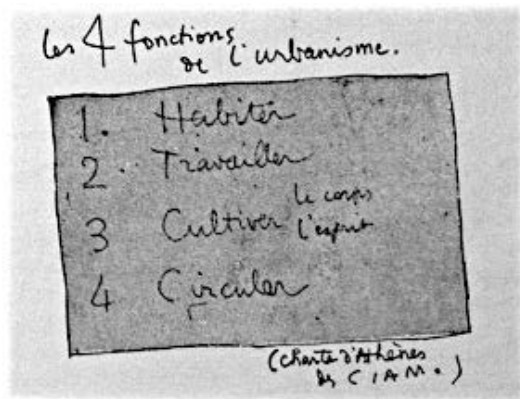 les 4 fonctions
de l'urbanisme.
1. Habiter
2. Travailler
3 Cultiver le corps
l'esprit
4 Circuler
(Charte d'Athènes
des CIAM.)